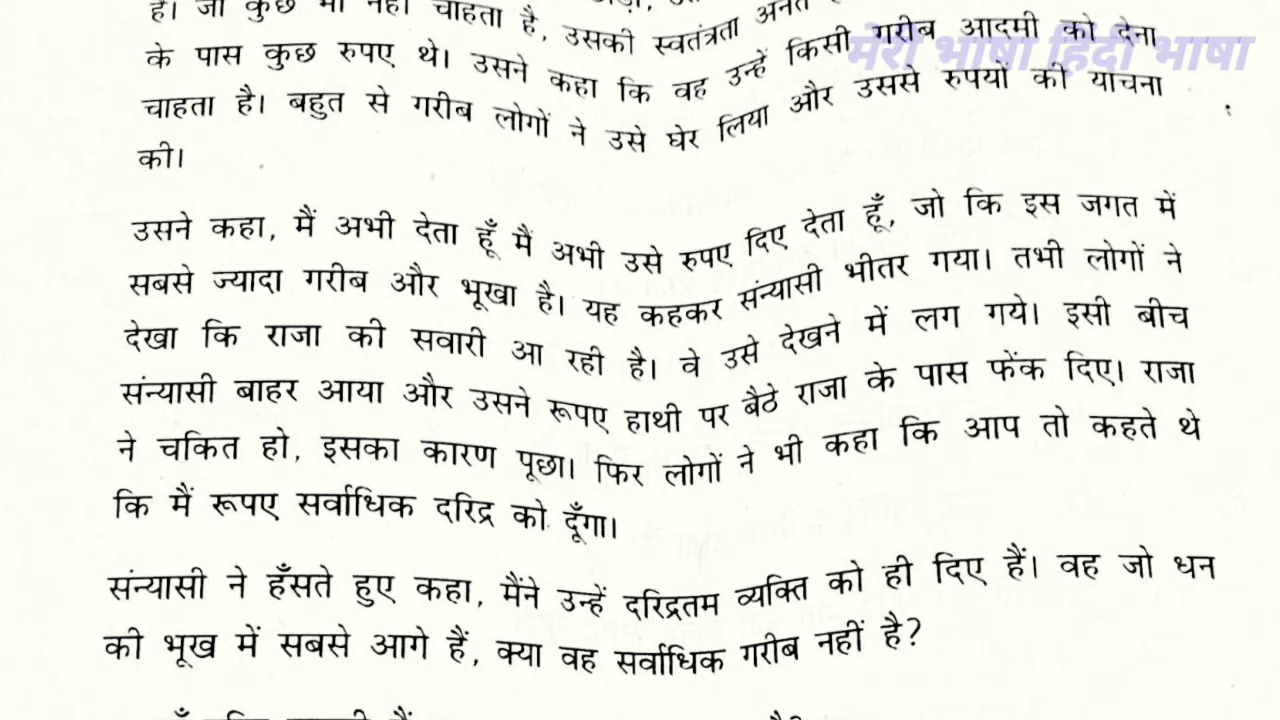 है। जो कुछ भी नहीं चाहता है, उसकी स्वतंत्रता अनंत
के पास कुछ रुपए थे। उसने कहा कि वह उन्हें किसी गरीब आदमी को देना
मेरी भाषा हिंदी भाषा
चाहता है। बहुत से गरीब लोगों ने उसे घेर लिया और उससे रुपयों की याचना
की।
उसने कहा, मैं अभी देता हूँ मैं अभी उसे रुपए दिए देता हूँ, जो कि इस जगत में
सबसे ज्यादा गरीब और भूखा है। यह कहकर संन्यासी भीतर गया। तभी लोगों ने
देखा कि राजा की सवारी आ रही है। वे उसे देखने में लग गये। इसी बीच
संन्यासी बाहर आया और उसने रूपए हाथी पर बैठे राजा के पास फेंक दिए। राजा
ने चकित हो, इसका कारण पूछा। फिर लोगों ने भी कहा कि आप तो कहते थे
कि मैं रूपए सर्वाधिक दरिद्र को दूँगा।
संन्यासी ने हँसते हुए कहा, मैंने उन्हें दरिद्रतम व्यक्ति को ही दिए हैं। वह जो धन
की भूख में सबसे आगे हैं, क्या वह सर्वाधिक गरीब नहीं है?